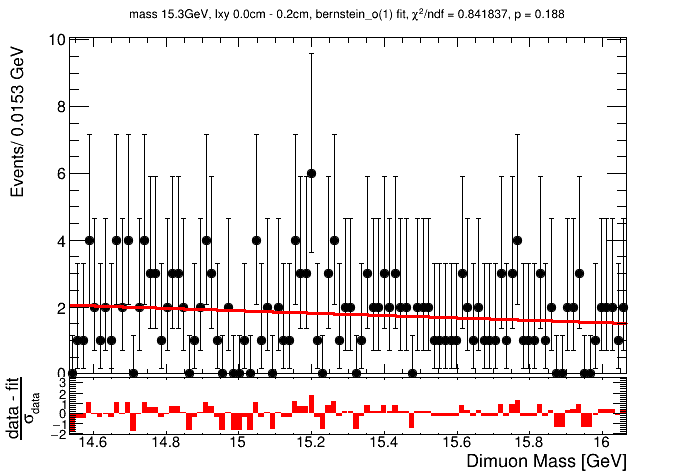 mass 15.3GeV, lxy 0.0cm - 0.2cm, bernstein_o(1) fit, χ²/ndf = 0.841837, p = 0.188
Events/ 0.0153 GeV
10
8
6
4
2
0
data - fit
σdata
3
2
1
0
−1
−2
14.6 14.8 15 15.2 15.4 15.6 15.8 16
Dimuon Mass [GeV]